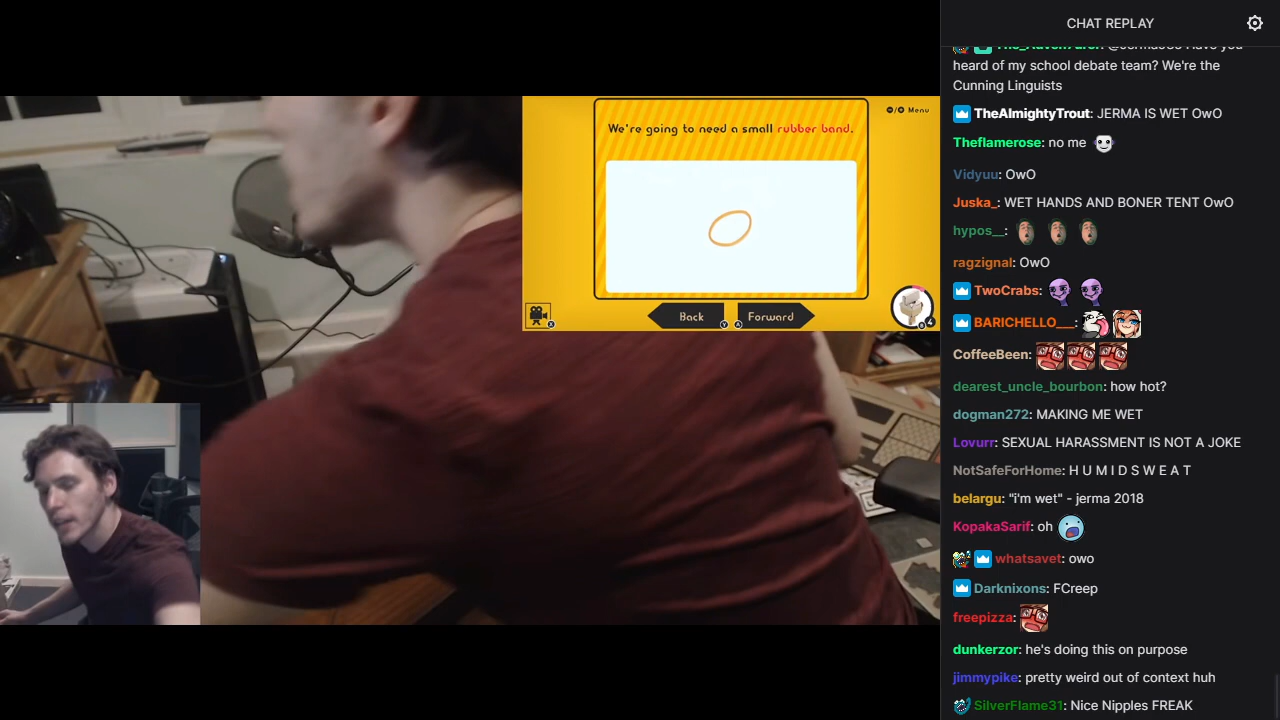 Menu
We're going to need a small rubber band.
Back
Forward
CHAT REPLAY
heard of my school debate team? We're the
Cunning Linguists
TheAlmightyTrout: JERMA IS WET OwO
Theflamerose: no me
Vidyuu: OwO
Juska_: WET HANDS AND BONER TENT OwO
hypos__:
ragzignal: OwO
TwoCrabs:
BARICHELLO___:
CoffeeBeen:
dearest_uncle_bourbon: how hot?
dogman272: MAKING ME WET
Lovurr: SEXUAL HARASSMENT IS NOT A JOKE
NotSafeForHome: H U M I D S W E A T
belargu: "i'm wet" - jerma 2018
KopakaSarif: oh
whatsavet: owo
Darknixons: FCreep
freepizza:
dunkerzor: he's doing this on purpose
jimmypike: pretty weird out of context huh
SilverFlame31: Nice Nipples FREAK